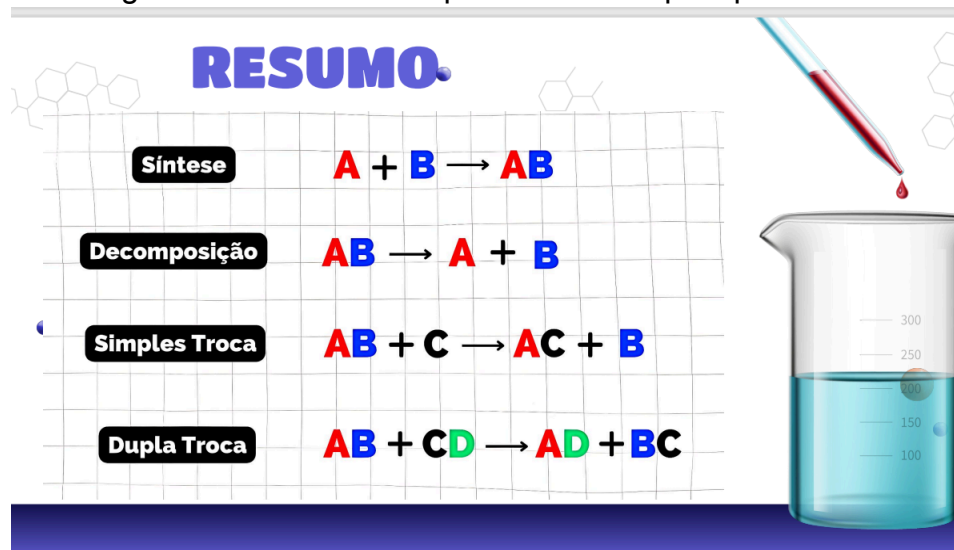 RESUMO
Síntese A + B → AB
Decomposição AB → A + B
Simples Troca AB + C → AC + B
Dupla Troca AB + CD → AD + BC
300
250
200
150
100